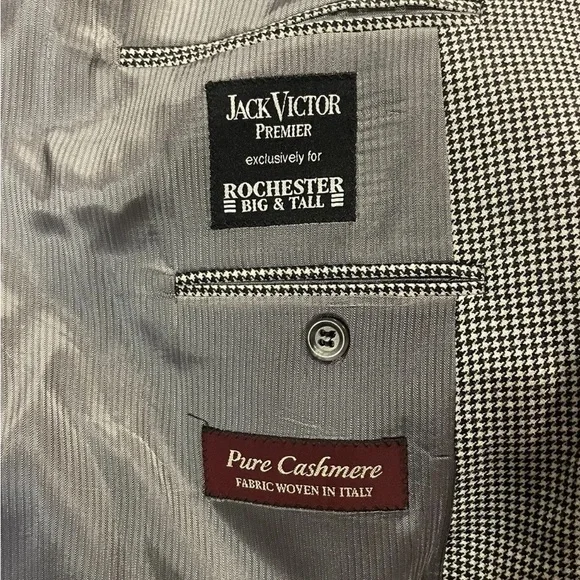 JACK VICTOR
PREMIER
exclusively for
ROCHESTER
BIG & TALL
Pure Cashmere
FABRIC WOVEN IN ITALY